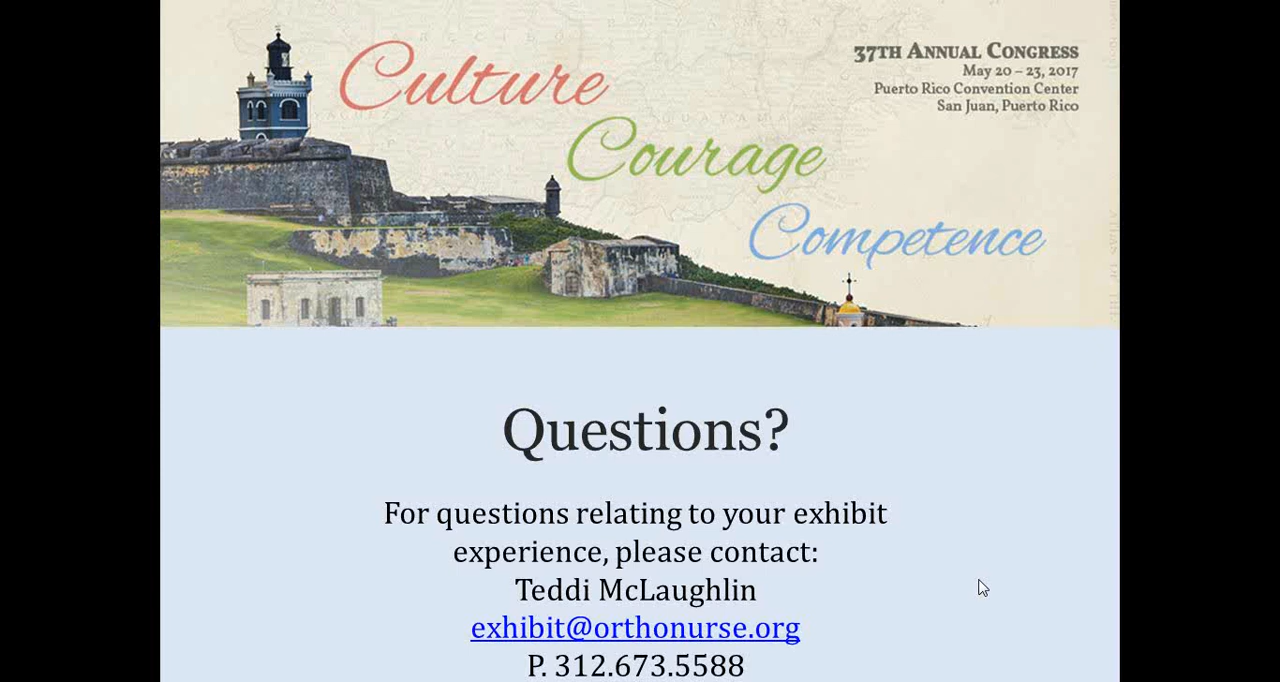 Culture
Courage
Competence
37TH ANNUAL CONGRESS
May 20 – 23, 2017
Puerto Rico Convention Center
San Juan, Puerto Rico
Questions?
For questions relating to your exhibit
experience, please contact:
Teddi McLaughlin
exhibit@orthonurse.org
P. 312.673.5588